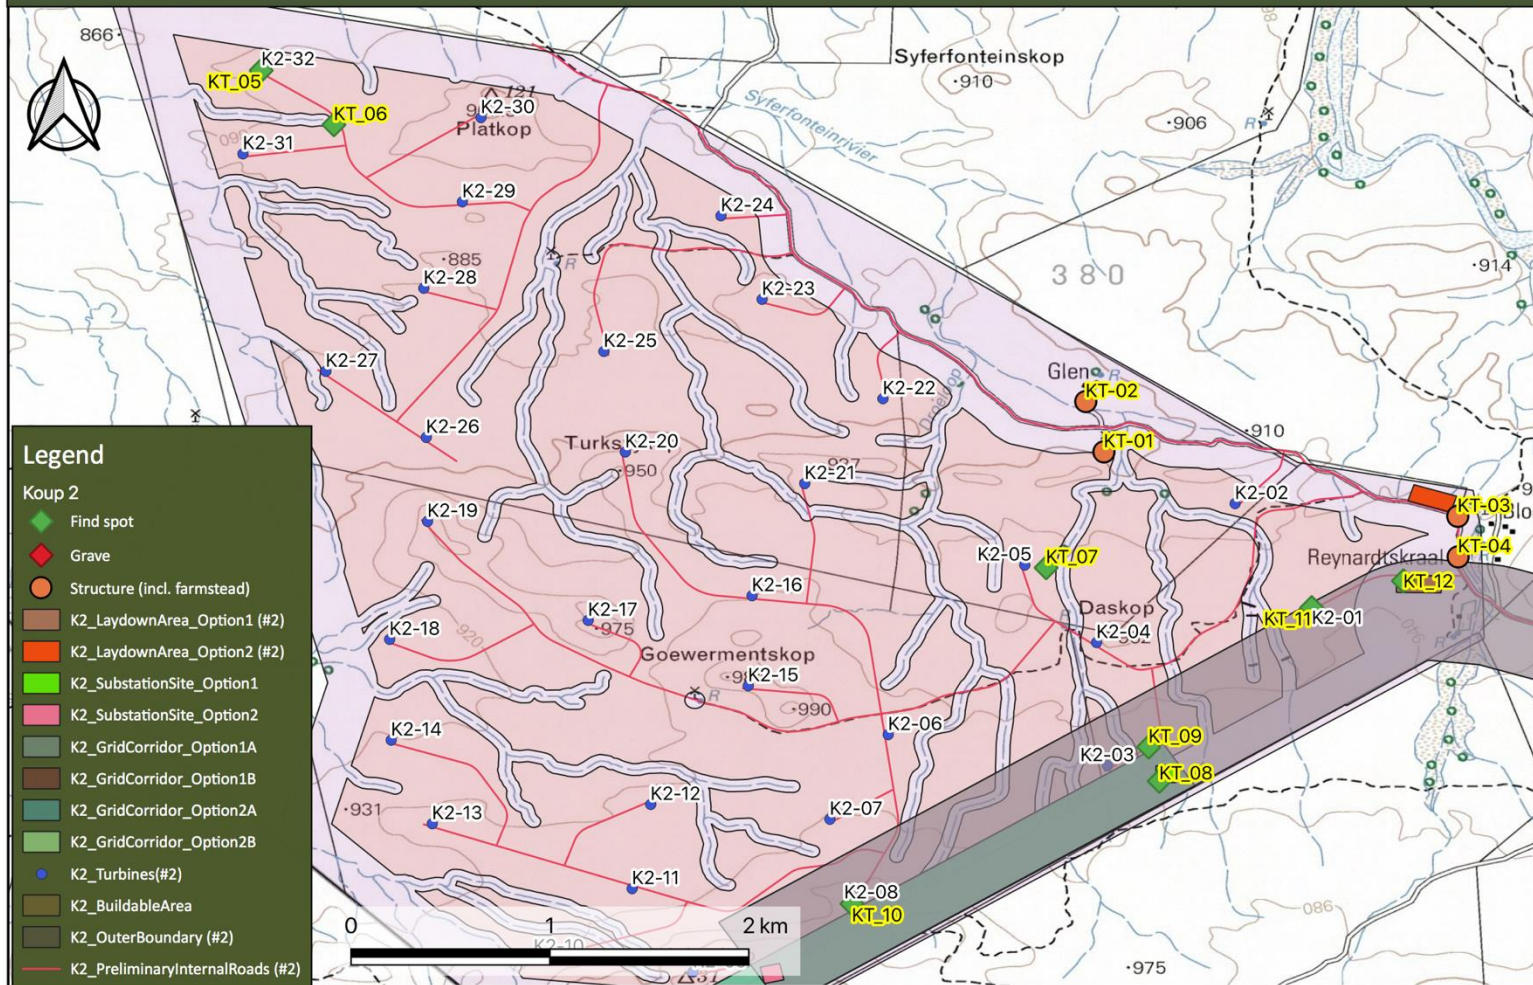 866
K2-32
KT_05
KT_06
121
K2-30
Platkop
K2-31
K2-29
K2-24
885
R
K2-28
K2-23
K2-25
K2-27
K2-22
K2-26
Syferfonteinskop
910
Syferfonteinrivier
906
R
380
914
Glen
R
KT-02
KT-01
910
K2-20
950
K2-21
K2-02
KT-03
K2-19
KT-04
Reynardtskraal
K2-05
KT_07
KT_12
K2-16
Daskop
KT_11
K2-01
K2-17
975
K2-04
K2-18
920
Goewermentskop
K2-15
R
990
K2-14
K2-06
KT_09
K2-03
KT_08
931
K2-12
K2-13
K2-07
K2-11
K2-08
KT_10
K2-10
975
Legend
Koup 2
Find spot
Grave
Structure (incl. farmstead)
K2_LaydownArea_Option1 (#2)
K2_LaydownArea_Option2 (#2)
K2_SubstationSite_Option1
K2_SubstationSite_Option2
K2_GridCorridor_Option1A
K2_GridCorridor_Option1B
K2_GridCorridor_Option2A
K2_GridCorridor_Option2B
K2_Turbines(#2)
K2_BuildableArea
K2_OuterBoundary (#2)
K2_PreliminaryInternalRoads (#2)
0 1 2 km